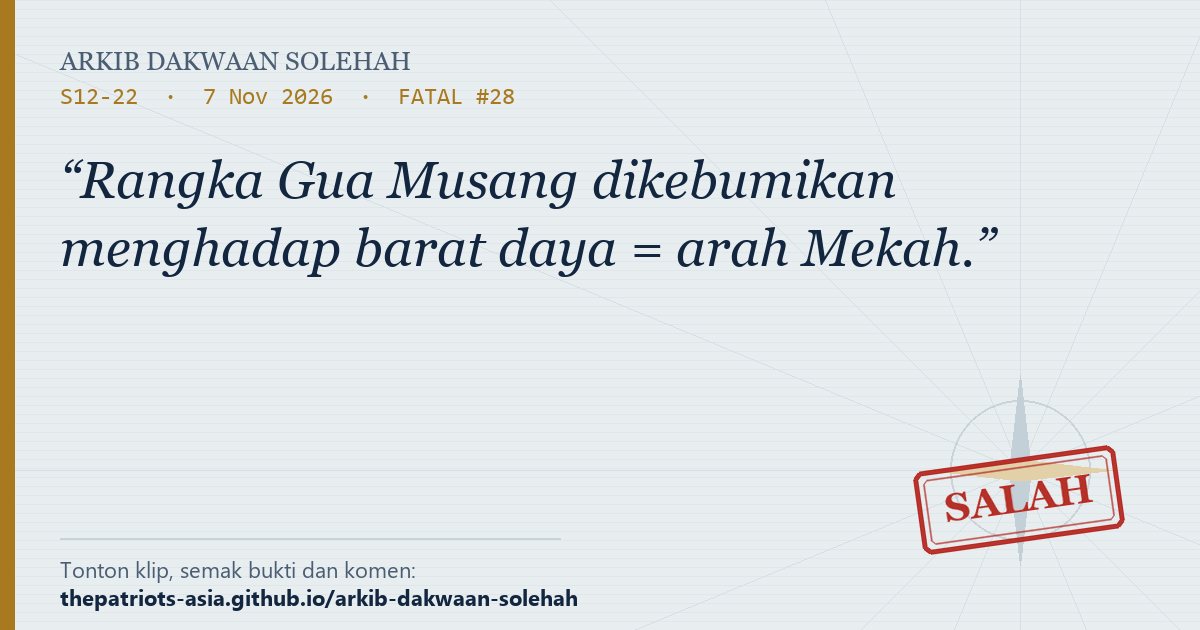 ARKIB DAKWAAN SOLEHAH
S12-22 · 7 Nov 2026 · FATAL #28
“Rangka Gua Musang dikebumikan
menghadap barat daya = arah Mekah.”
SALAH
Tonton klip, semak bukti dan komen:
thepatriots-asia.github.io/arkib-dakwaan-solehah